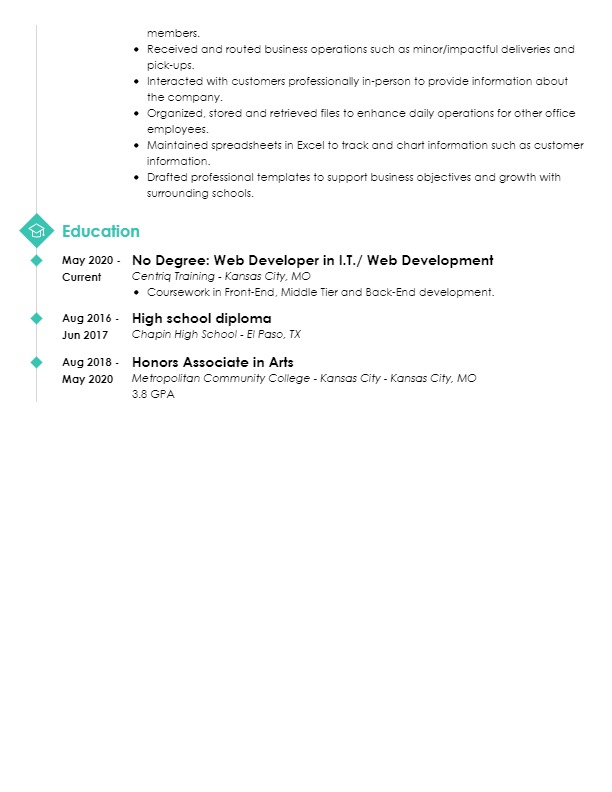 members.
• Received and routed business operations such as minor/impactful deliveries and
pick-ups.
• Interacted with customers professionally in-person to provide information about
the company.
• Organized, stored and retrieved files to enhance daily operations for other office
employees.
• Maintained spreadsheets in Excel to track and chart information such as customer
information.
• Drafted professional templates to support business objectives and growth with
surrounding schools.
Education
May 2020 - No Degree: Web Developer in I.T./ Web Development
Current Centriq Training - Kansas City, MO
• Coursework in Front-End, Middle Tier and Back-End development.
Aug 2016 - High school diploma
Jun 2017 Chapin High School - El Paso, TX
Aug 2018 - Honors Associate in Arts
May 2020 Metropolitan Community College - Kansas City - Kansas City, MO
3.8 GPA